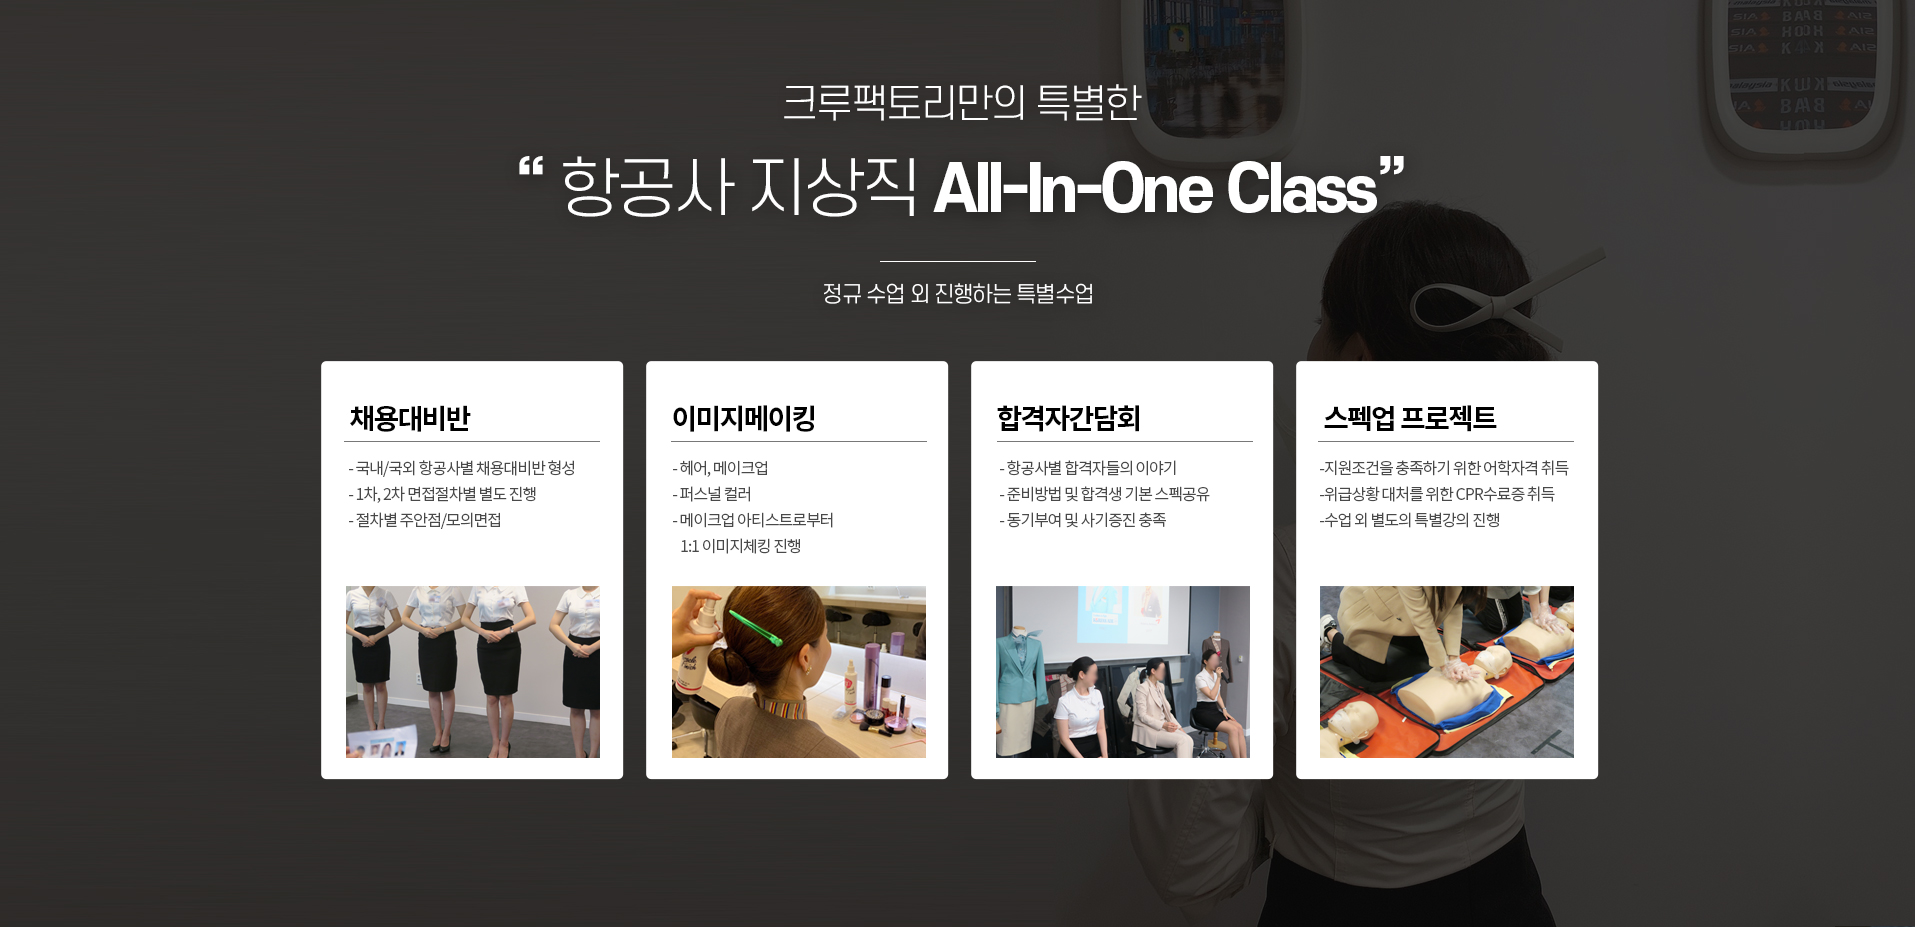 크루팩토리만의 특별한
“ 항공사 지상직 All-In-One Class”
정규 수업 외 진행하는 특별수업
채용대비반
- 국내/국외 항공사별 채용대비반 형성
- 1차, 2차 면접절차별 별도 진행
- 절차별 주안점/모의면접
이미지메이킹
- 헤어, 메이크업
- 퍼스널 컬러
- 메이크업 아티스트로부터
1:1 이미지체킹 진행
합격자간담회
- 항공사별 합격자들의 이야기
- 준비방법 및 합격생 기본 스펙공유
- 동기부여 및 사기증진 충족
스펙업 프로젝트
-지원조건을 충족하기 위한 어학자격 취득
-위급상황 대처를 위한 CPR수료증 취득
-수업 외 별도의 특별강의 진행